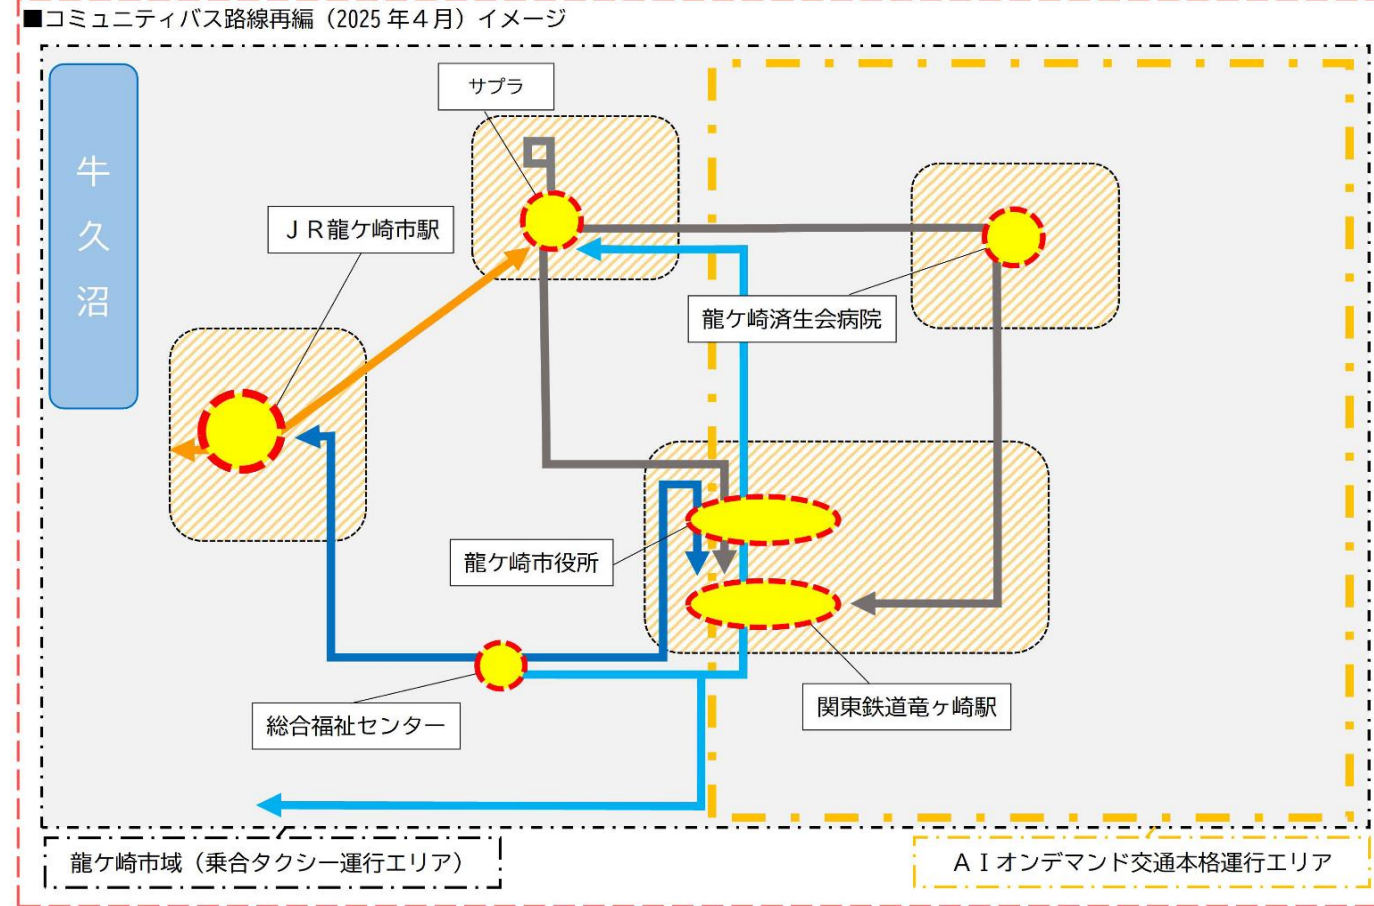 ■コミュニティバス路線再編（2025年４月）イメージ
サプラ
牛久沼
ＪＲ龍ケ崎市駅
龍ケ崎済生会病院
龍ケ崎市役所
関東鉄道竜ヶ崎駅
総合福祉センター
龍ケ崎市域（乗合タクシー運行エリア）
ＡＩオンデマンド交通本格運行エリア